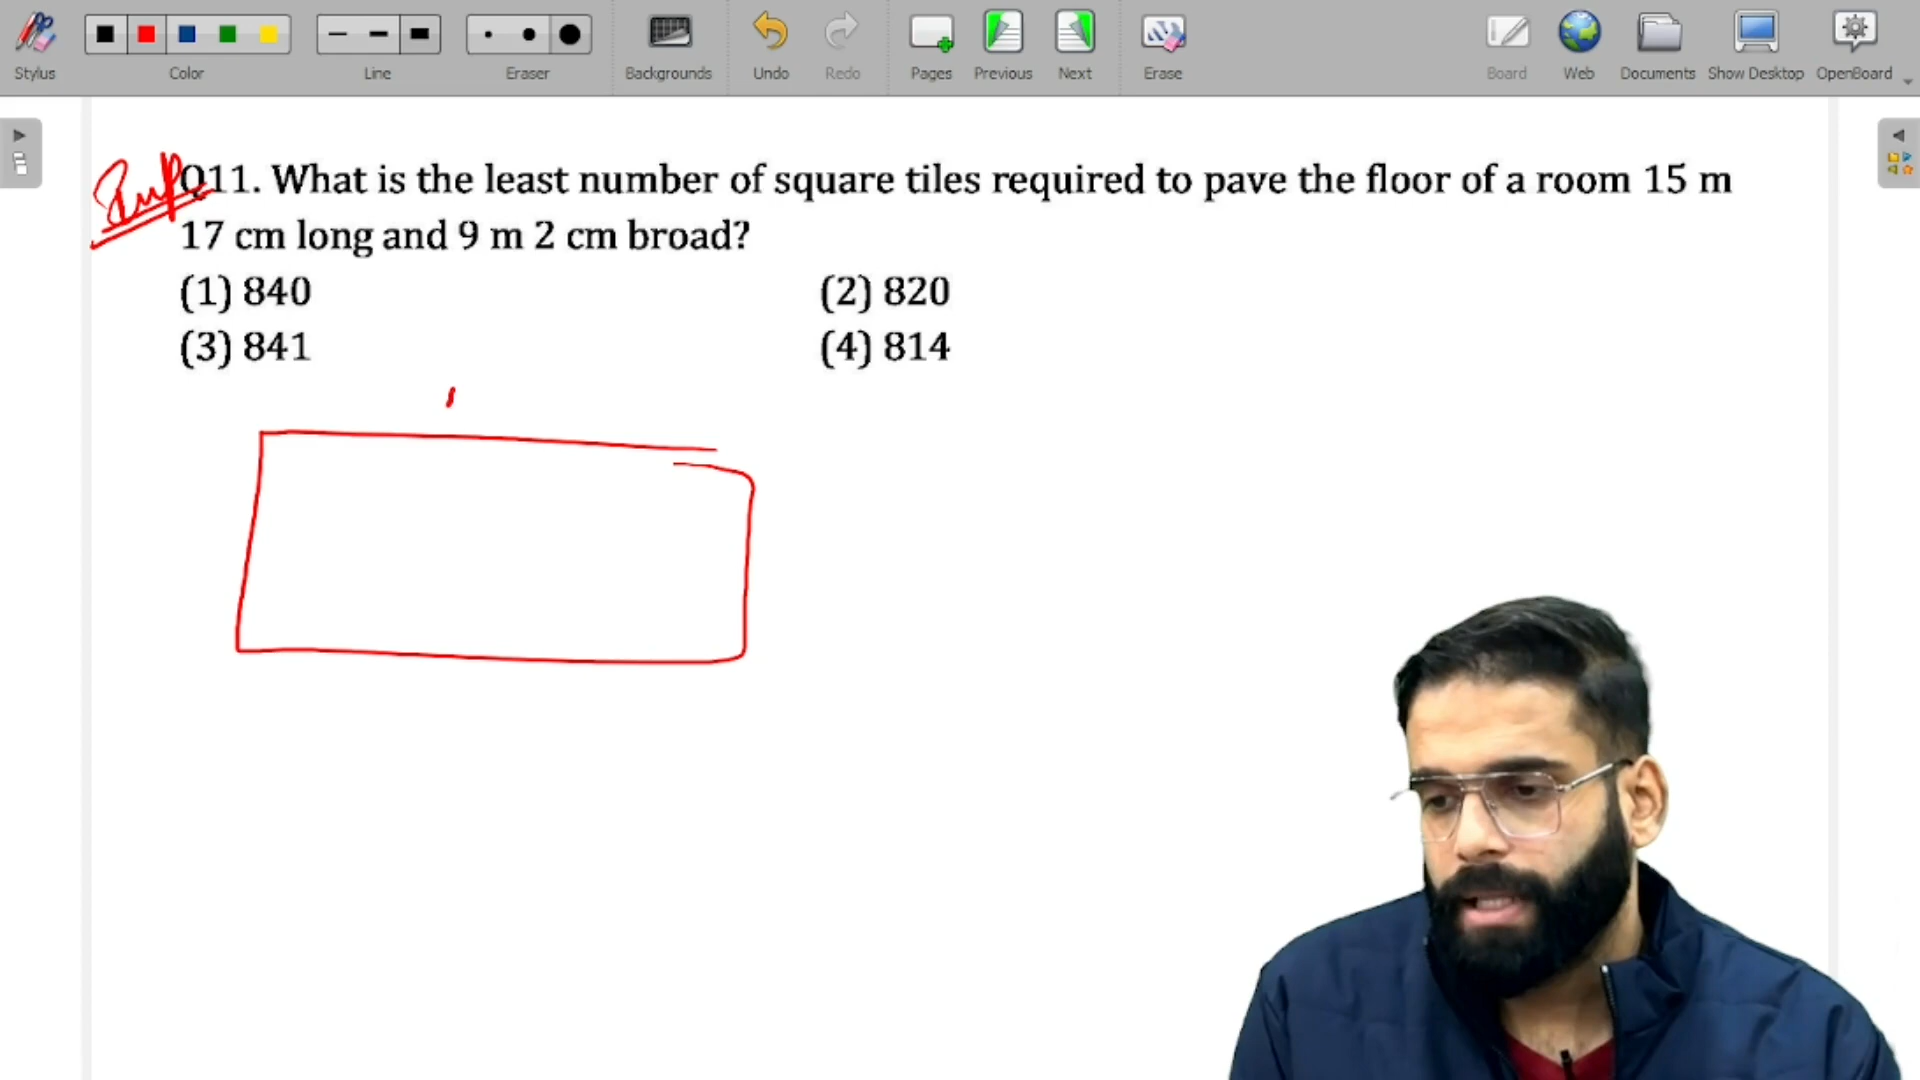 Stylus
Color
Line
Eraser
Backgrounds
Undo
Redo
Pages
Previous
Next
Erase
Board
Web
Documents
Show Desktop
OpenBoard
Q11. What is the least number of square tiles required to pave the floor of a room 15 m
17 cm long and 9 m 2 cm broad?
(1) 840
(2) 820
(3) 841
(4) 814